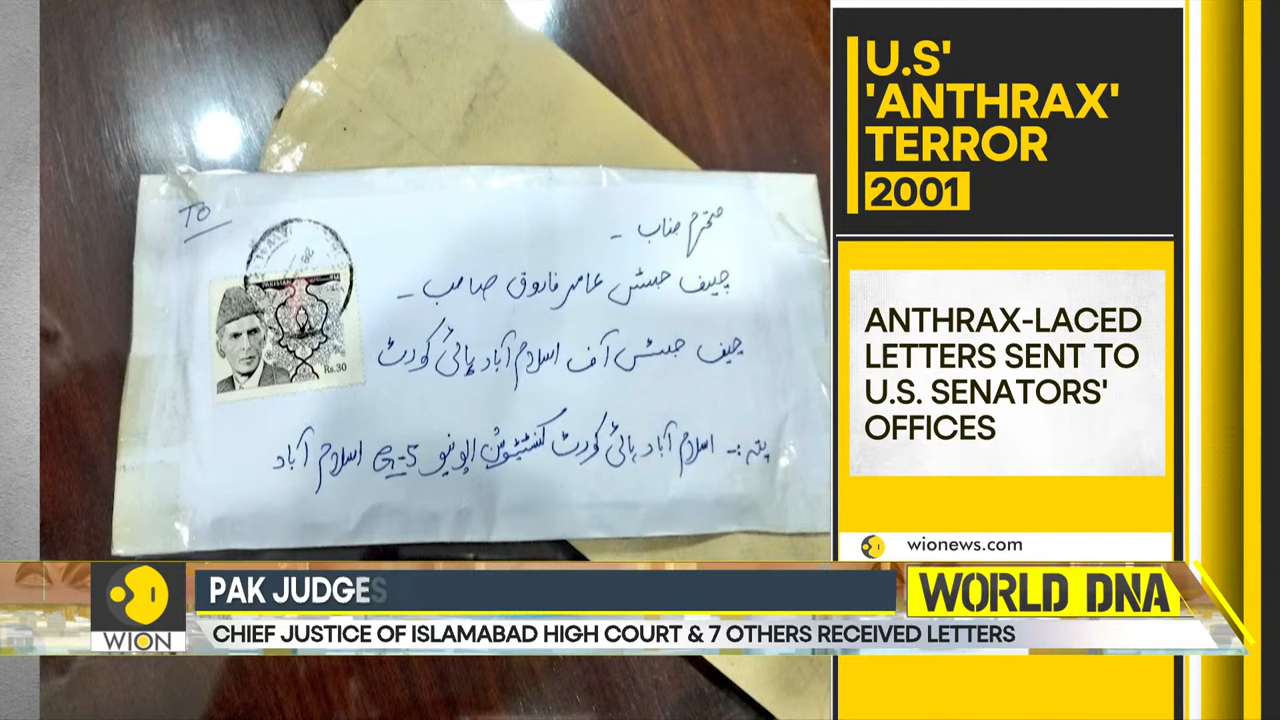 TO
محترم جناب ۔
چیف جسٹس عامر فاروق صاحب ۔
چیف جسٹس آف اسلام آباد ہائی کورٹ
پتہ :۔ اسلام آباد ہائی کورٹ کنسٹیٹیوشن ایونیو G-5 اسلام آباد
PAKISTAN
Rs.30
U.S'
'ANTHRAX'
TERROR
2001
ANTHRAX-LACED
LETTERS SENT TO
U.S. SENATORS'
OFFICES
wionews.com
WION
PAK JUDGES
WORLD DNA
CHIEF JUSTICE OF ISLAMABAD HIGH COURT & 7 OTHERS RECEIVED LETTERS